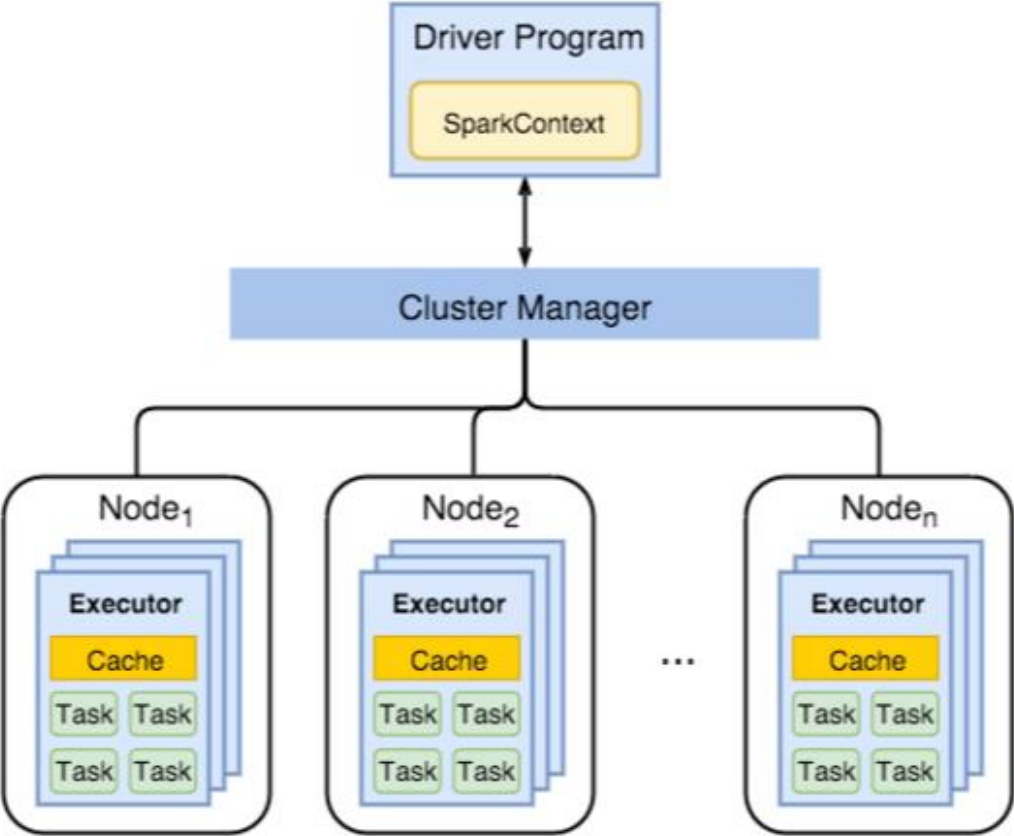 Driver Program
SparkContext
Cluster Manager
Node₁
Executor
Cache
Task Task
Task Task
Node₂
Executor
Cache
Task Task
Task Task
...
Nodeₙ
Executor
Cache
Task Task
Task Task